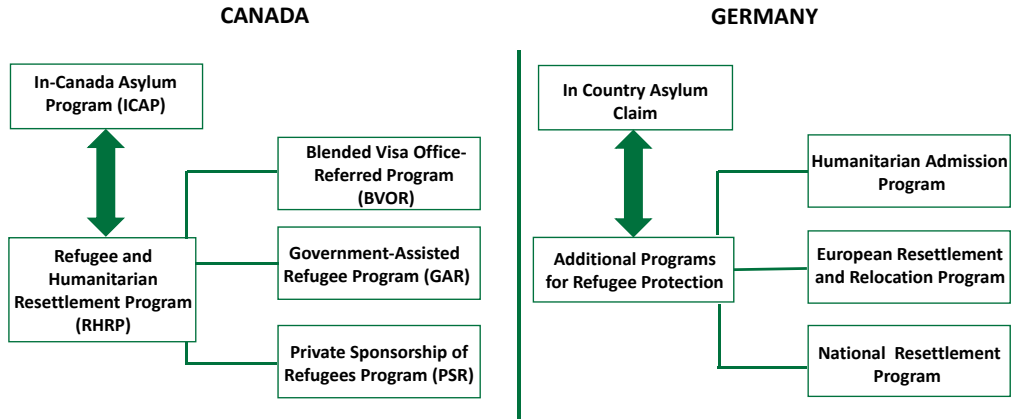 CANADA
In-Canada Asylum
Program (ICAP)
Blended Visa Office-
Referred Program
(BVOR)
Refugee and
Humanitarian
Resettlement Program
(RHRP)
Government-Assisted
Refugee Program (GAR)
Private Sponsorship of
Refugees Program (PSR)
GERMANY
In Country Asylum
Claim
Humanitarian Admission
Program
Additional Programs
for Refugee Protection
European Resettlement
and Relocation Program
National Resettlement
Program